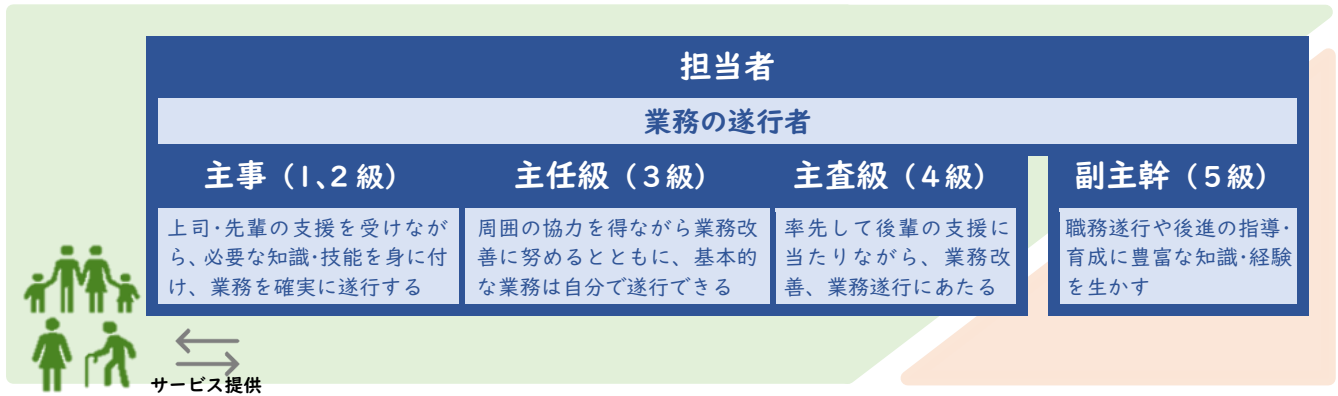 担当者
業務の遂行者
主事（1、2級）
上司・先輩の支援を受けなが
ら、必要な知識・技能を身に付
け、業務を確実に遂行する
主任級（3級）
周囲の協力を得ながら業務改
善に努めるとともに、基本的
な業務は自分で遂行できる
主査級（4級）
率先して後輩の支援に
当たりながら、業務改
善、業務遂行にあたる
副主幹（5級）
職務遂行や後進の指導・
育成に豊富な知識・経験
を生かす
サービス提供